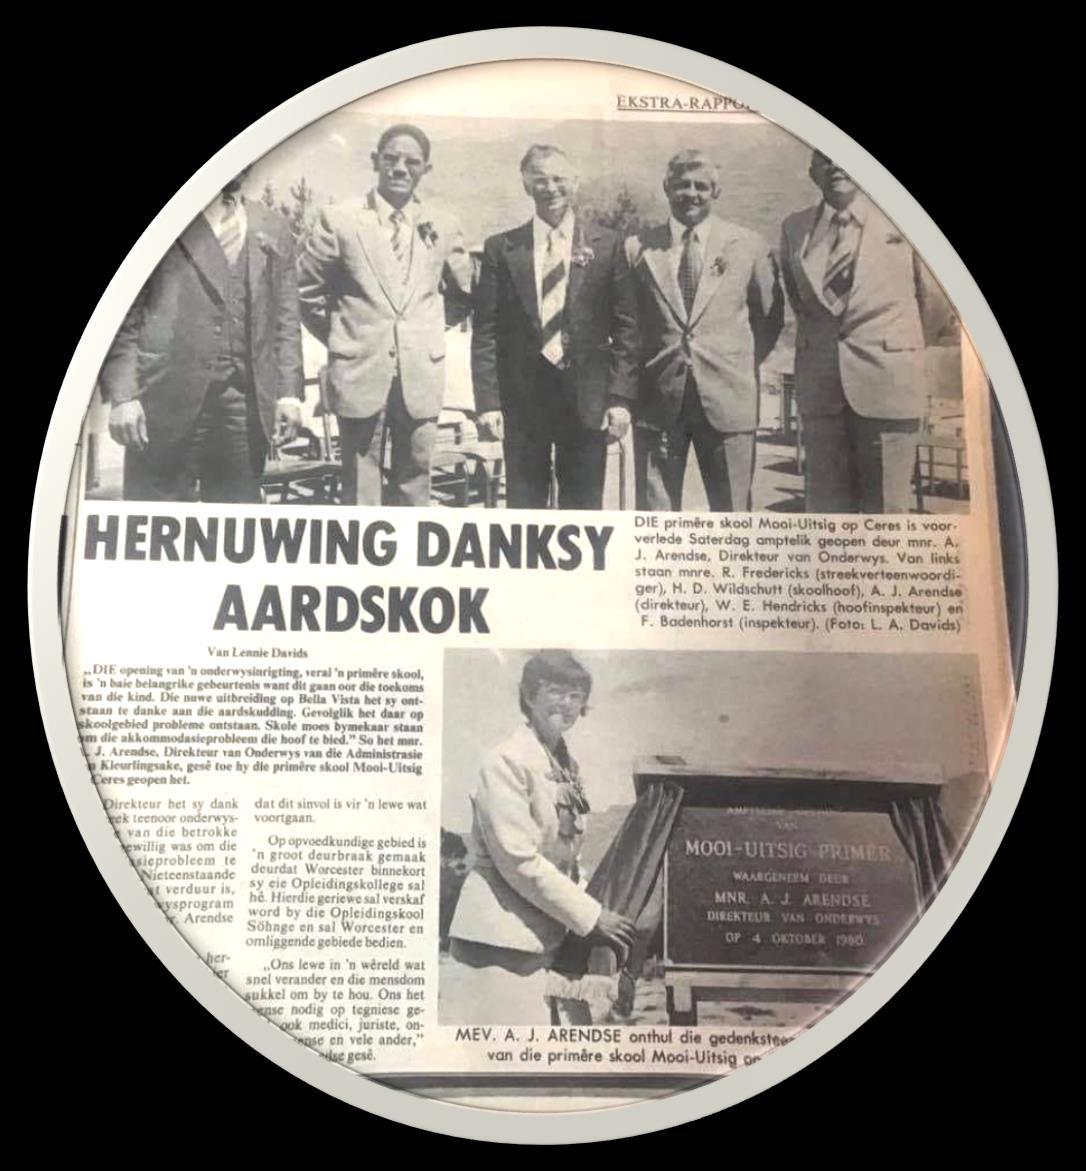 EKSTRA-RAPPO
HERNUWING DANKSY
AARDSKOK
DIE primêre skool Mooi-Uitsig op Ceres is voor-
verlede Saterdag amptelik geopen deur mnr. A.
J. Arendse, Direkteur van Onderwys. Van links
staan mnre. R. Fredericks (streekverteenwoordi-
ger), H. D. Wildschutt (skoolhoof), A. J. Arendse
(direkteur), W. E. Hendricks (hoofinspekteur) en
F. Badenhorst (inspekteur). (Foto: L. A. Davids)
Van Lennie Davids
„DIE opening van 'n onderwysinrigting, veral 'n primêre skool,
is 'n baie belangrike gebeurtenis want dit gaan oor die toekoms
van die kind. Die nuwe uitbreiding op Bella Vista het sy ont-
staan te danke aan die aardskudding. Gevolglik het daar op
skoolgebied probleme ontstaan. Skole moes bymekaar staan
om die akkommodasieprobleem die hoof te bied." So het mnr.
J. Arendse, Direkteur van Onderwys van die Administrasie
Kleurlingsake, gesê toe hy die primêre skool Mooi-Uitsig
Ceres geopen het.
Direkteur het sy dank
teenoor onderwys-
van die betrokke
ewillig was om die
sieprobleem te
Nieteenstaande
verduur is,
wysprogram
Arendse
her-
dat dit sinvol is vir 'n lewe wat
voortgaan.
Op opvoedkundige gebied is
'n groot deurbraak gemaak
deurdat Worcester binnekort
sy eie Opleidingskollege sal
hê. Hierdie geriewe sal verskaf
word by die Opleidingskool
Söhnge en sal Worcester en
omliggende gebiede bedien.
„Ons lewe in 'n wêreld wat
snel verander en die mensdom
sukkel om by te hou. Ons het
ense nodig op tegniese ge-
ook medici, juriste, on-
ense en vele ander,"
dse gesê.
AMPTELIKE
VAN
MOOI-UITSIG PRIMÊR
WAARGENEEM DEUR
MNR. A. J. ARENDSE
DIREKTEUR VAN ONDERWYS
OP 4 OKTOBER 1980
MEV. A. J. ARENDSE onthul die gedenkstee
van die primêre skool Mooi-Uitsig op